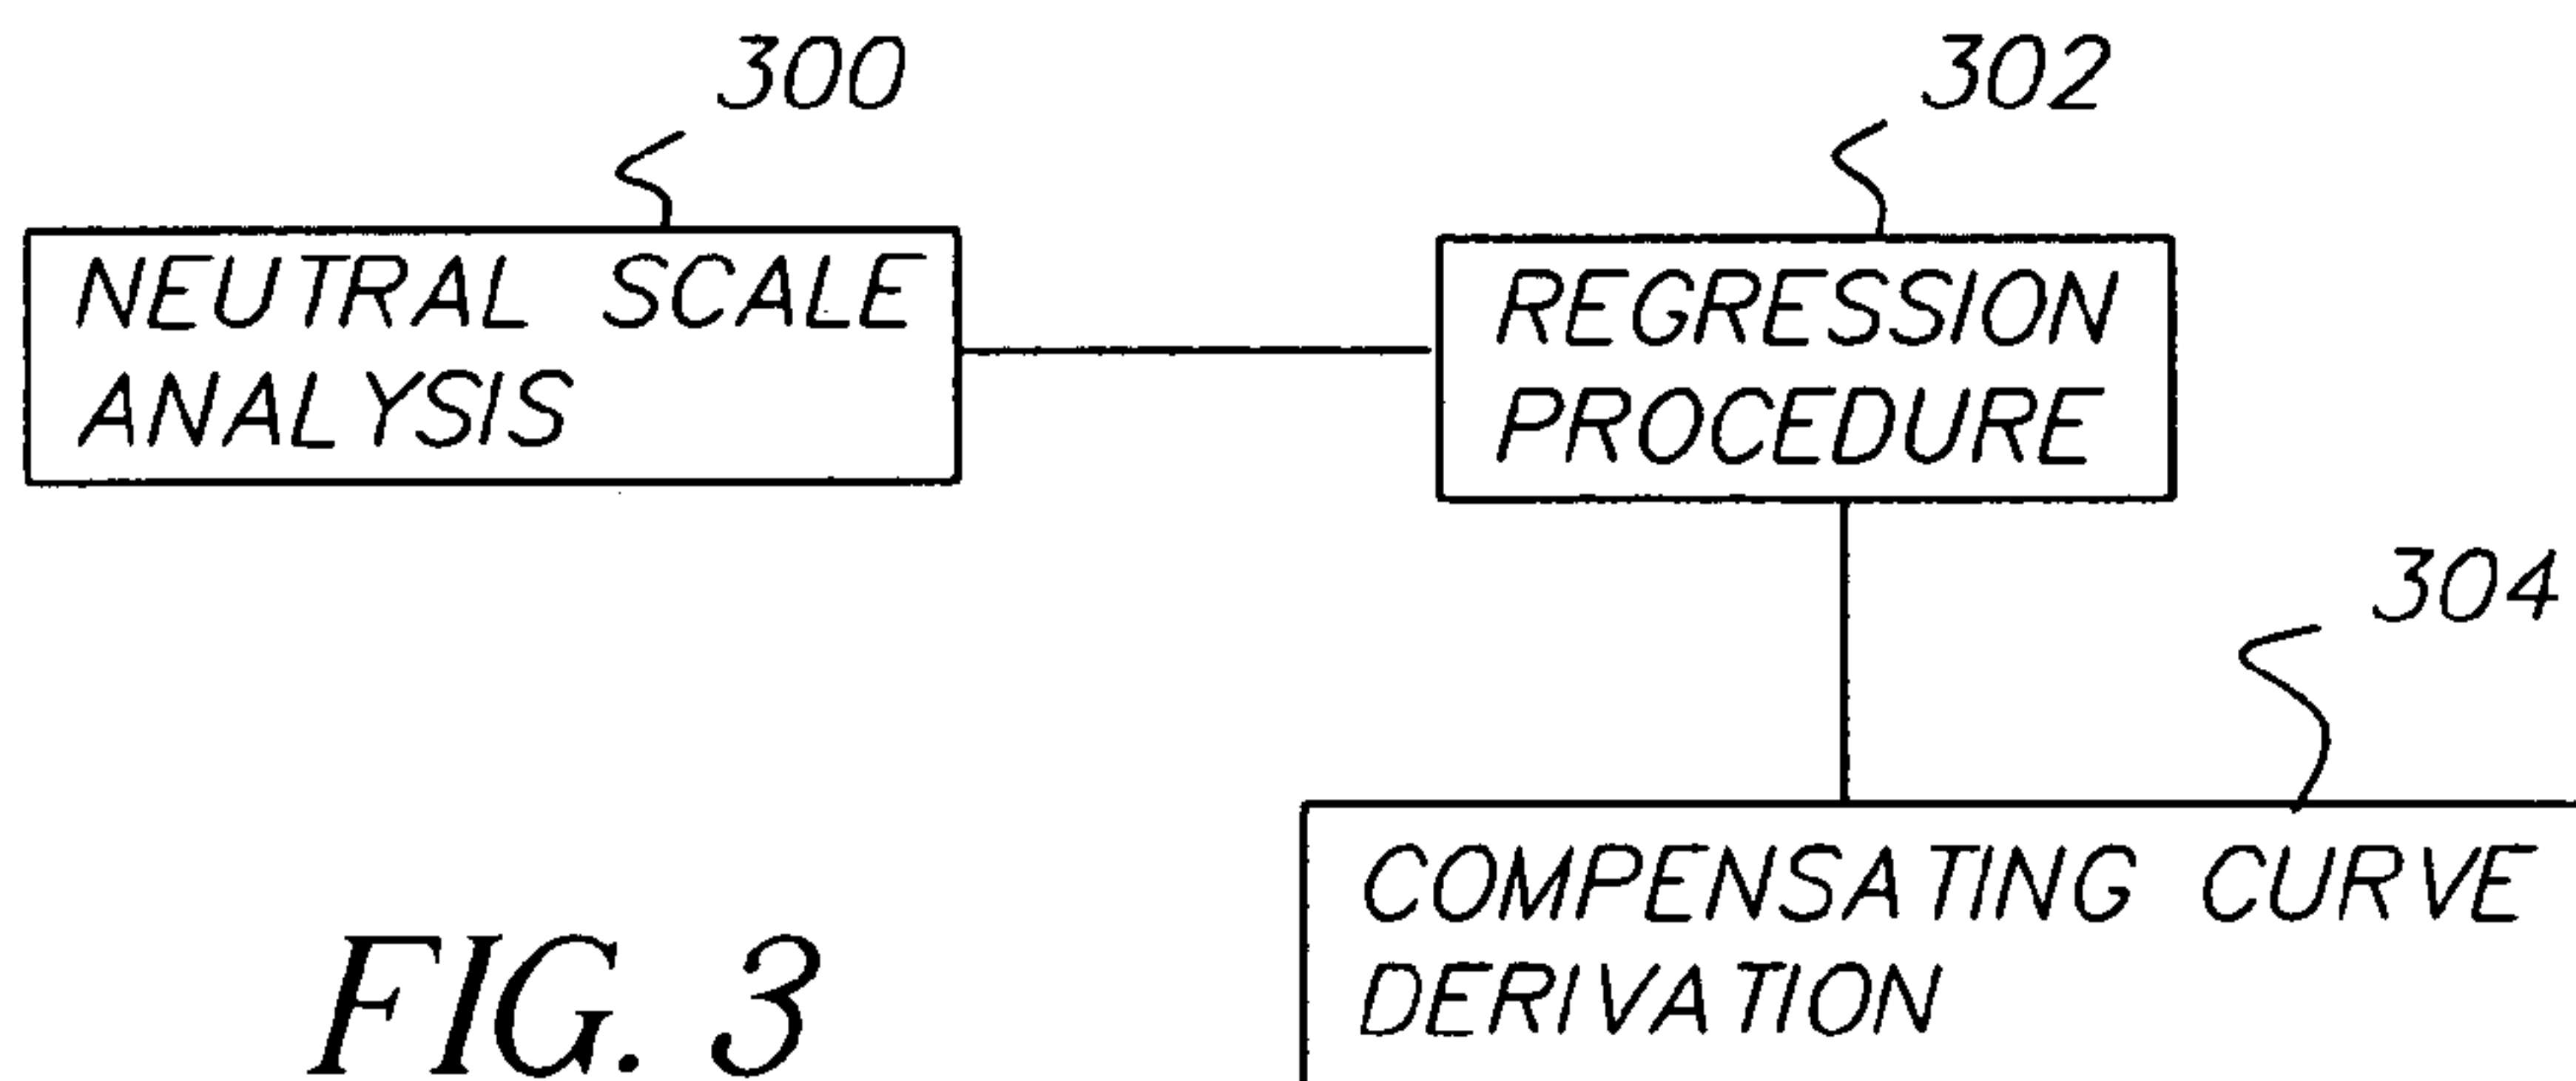 300
302
NEUTRAL SCALE
ANALYSIS
REGRESSION
PROCEDURE
304
COMPENSATING CURVE
DERIVATION
FIG. 3